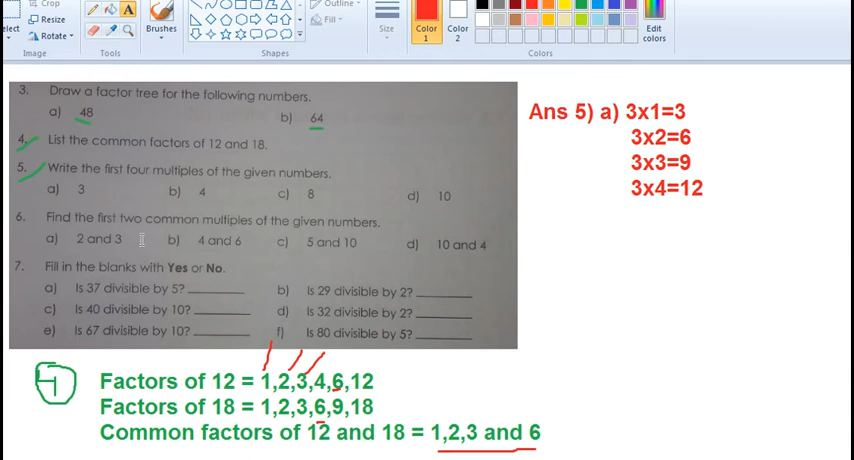 Crop
Outline
elect
Resize
A
Fill
Rotate
Brushes
Size
Color
1
Color
2
Edit
colors
Image
Tools
Shapes
Colors
3. Draw a factor tree for the following numbers.
a) 48 b) 64
4. List the common factors of 12 and 18.
5. Write the first four multiples of the given numbers.
a) 3 b) 4 c) 8 d) 10
6. Find the first two common multiples of the given numbers.
a) 2 and 3 b) 4 and 6 c) 5 and 10 d) 10 and 4
7. Fill in the blanks with Yes or No.
a) Is 37 divisible by 5? ________ b) Is 29 divisible by 2? ________
c) Is 40 divisible by 10? ________ d) Is 32 divisible by 2? ________
e) Is 67 divisible by 10? ________ f) Is 80 divisible by 5? ________
Ans 5) a) 3x1=3
3x2=6
3x3=9
3x4=12
4
Factors of 12 = 1,2,3,4,6,12
Factors of 18 = 1,2,3,6,9,18
Common factors of 12 and 18 = 1,2,3 and 6